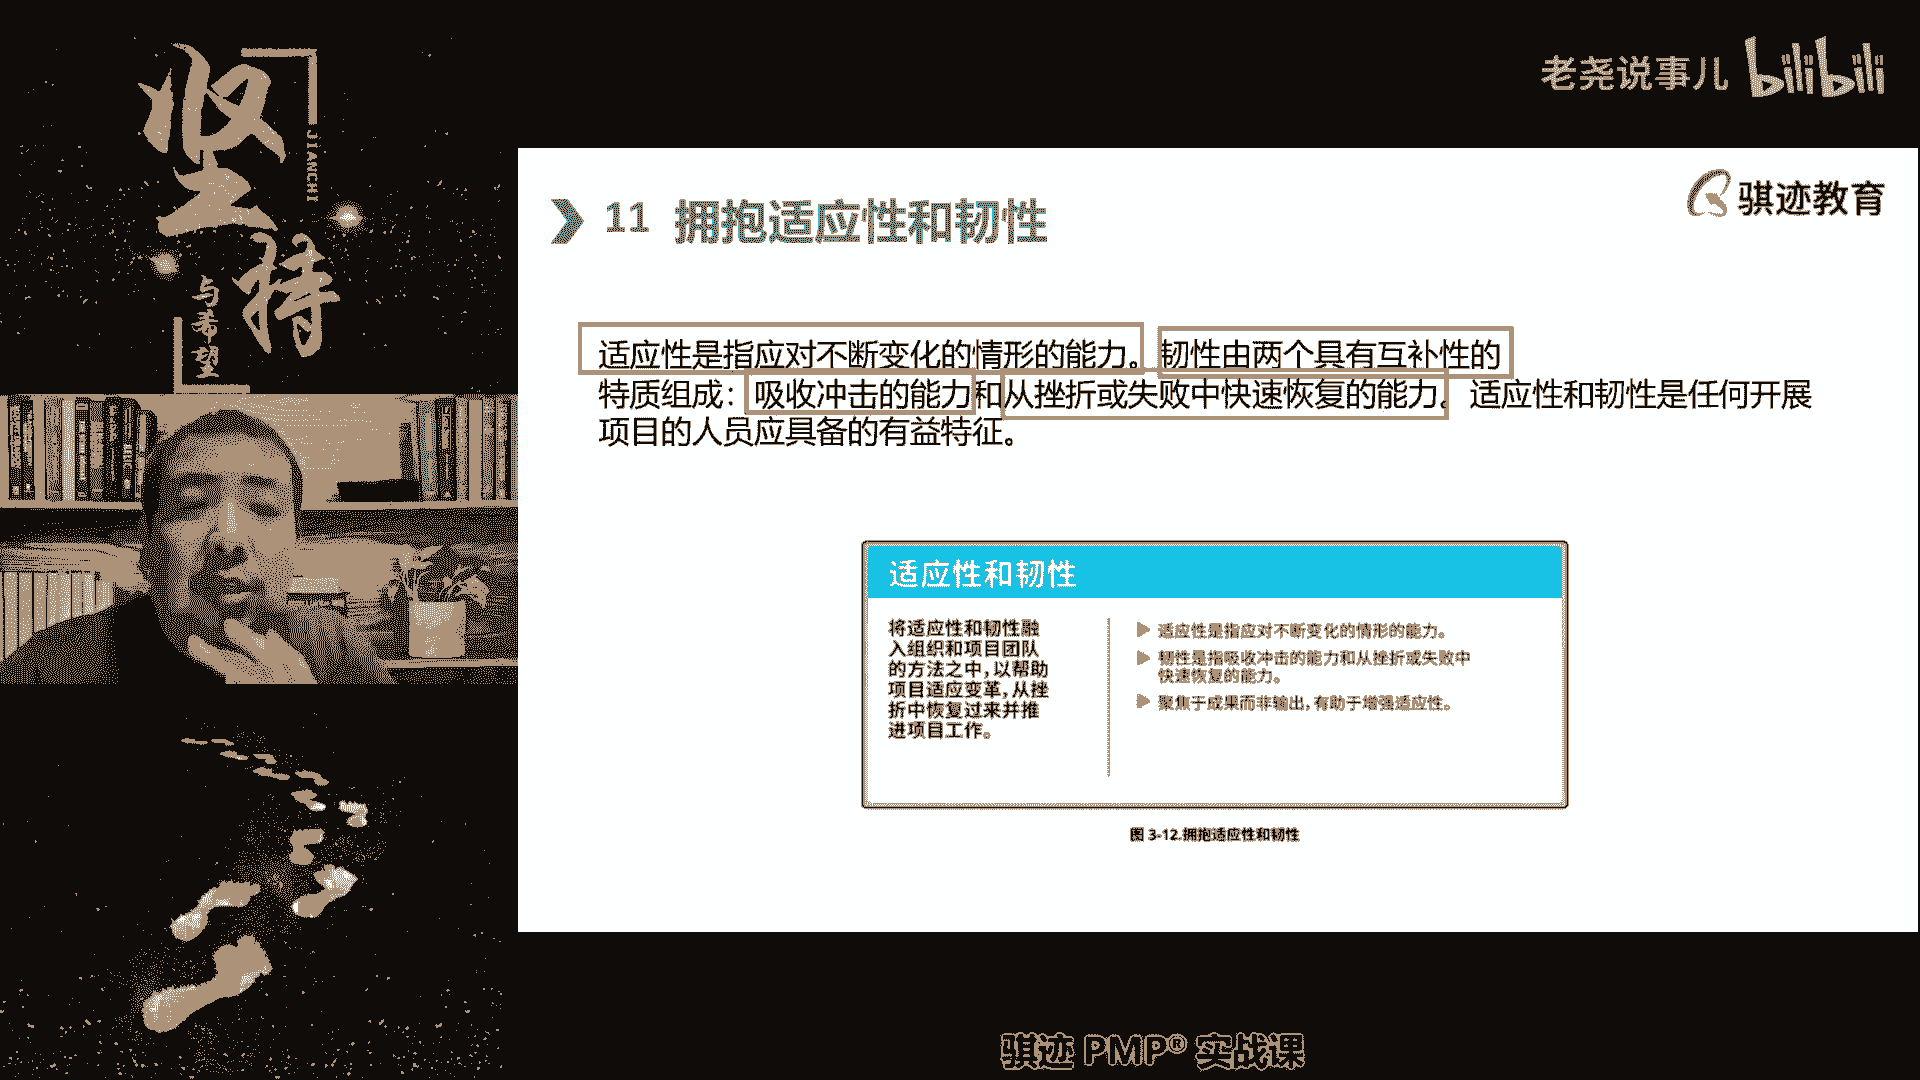 坚持
JIANCHI
与希望
老尧说事儿 bilibili
骐迹教育
11 拥抱适应性和韧性
适应性是指应对不断变化的情形的能力。 韧性由两个具有互补性的
特质组成：吸收冲击的能力和从挫折或失败中快速恢复的能力。 适应性和韧性是任何开展
项目的人员应具备的有益特征。
适应性和韧性
将适应性和韧性融
入组织和项目团队
的方法之中，以帮助
项目适应变革，从挫
折中恢复过来并推
进项目工作。
适应性是指应对不断变化的情形的能力。
韧性是指吸收冲击的能力和从挫折或失败中
快速恢复的能力。
聚焦于成果而非输出，有助于增强适应性。
图 3-12.拥抱适应性和韧性
骐迹 PMP® 实战课